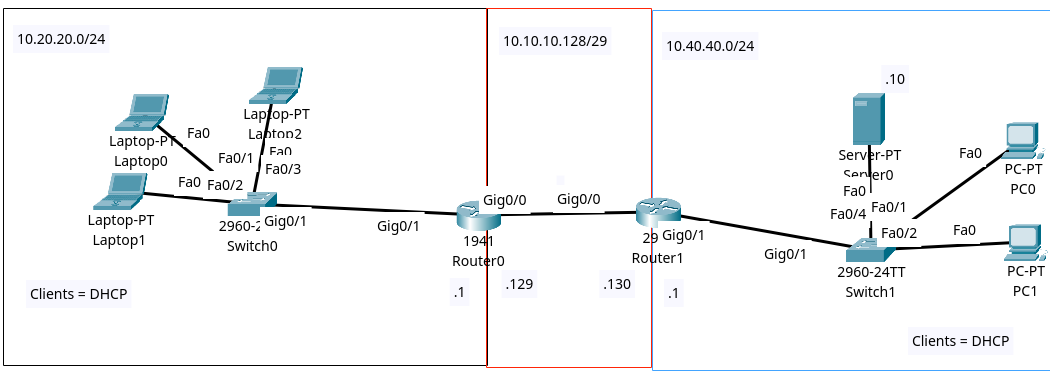 10.20.20.0/24
10.10.10.128/29
10.40.40.0/24
.10
Laptop-PT
Laptop2
Laptop-PT
Laptop0
Fa0
Fa0
Fa0/1
Fa0/3
Fa0
Fa0/2
Laptop-PT
Laptop1
Gig0/1
Switch0
Gig0/1
Gig0/0
1941
Router0
Gig0/0
29
Gig0/1
Router1
Gig0/1
Server-PT
Server0
Fa0
Fa0/4
Fa0/1
Fa0/2
Fa0
PC-PT
PC0
Fa0
PC-PT
PC1
2960-24TT
Switch1
.1
.129
.130
.1
Clients = DHCP
Clients = DHCP